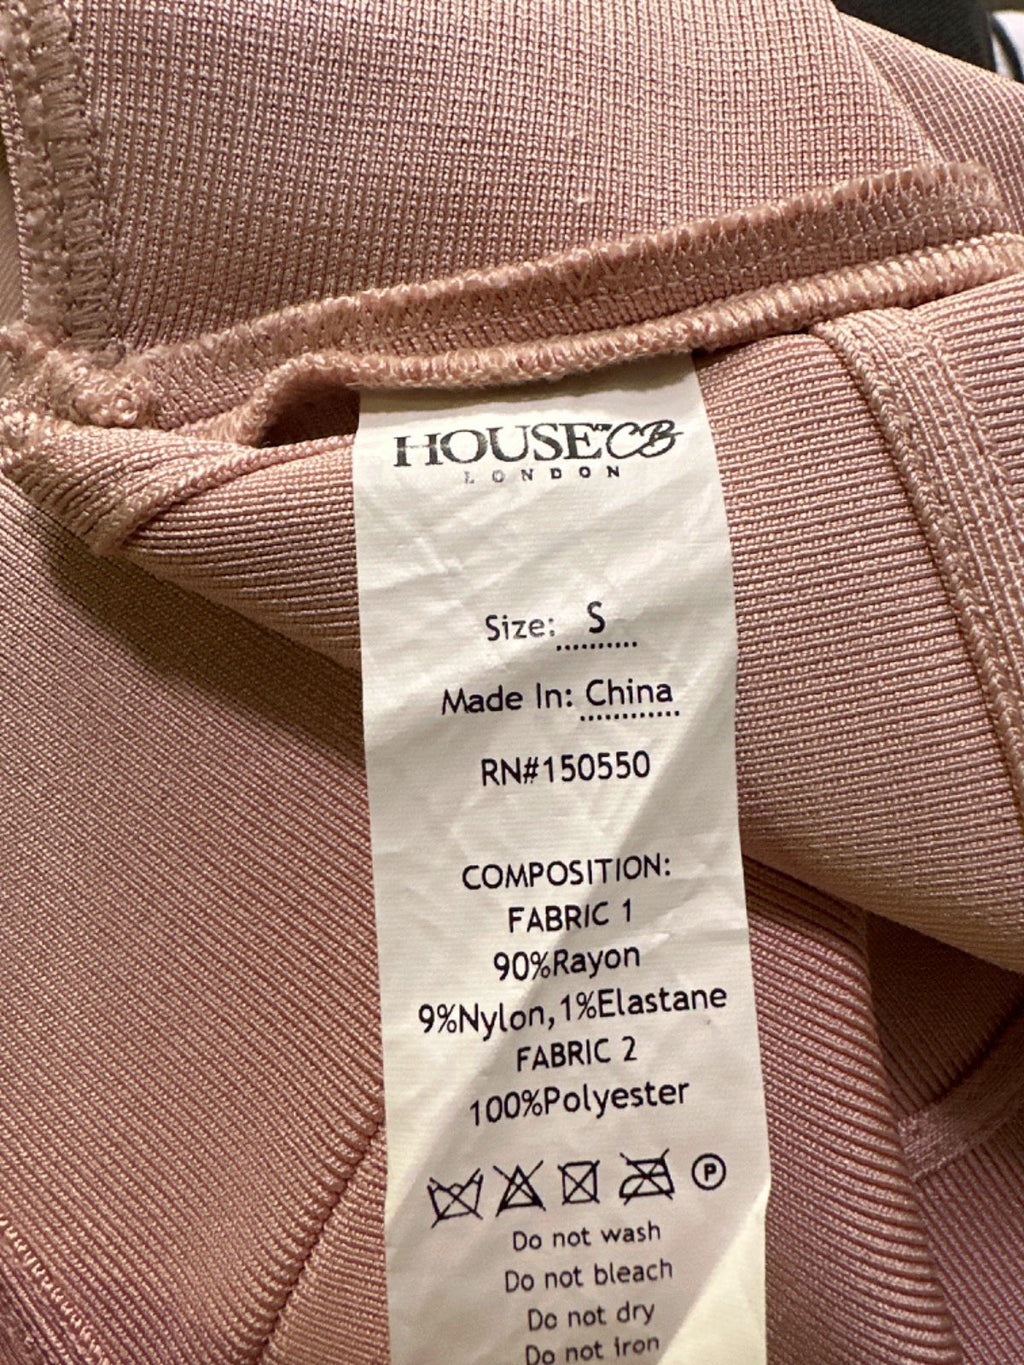 HOUSE OF CB
LONDON
Size: S
Made In: China
RN#150550
COMPOSITION:
FABRIC 1
90%Rayon
9%Nylon,1%Elastane
FABRIC 2
100%Polyester
P
Do not wash
Do not bleach
Do not dry
Do not iron